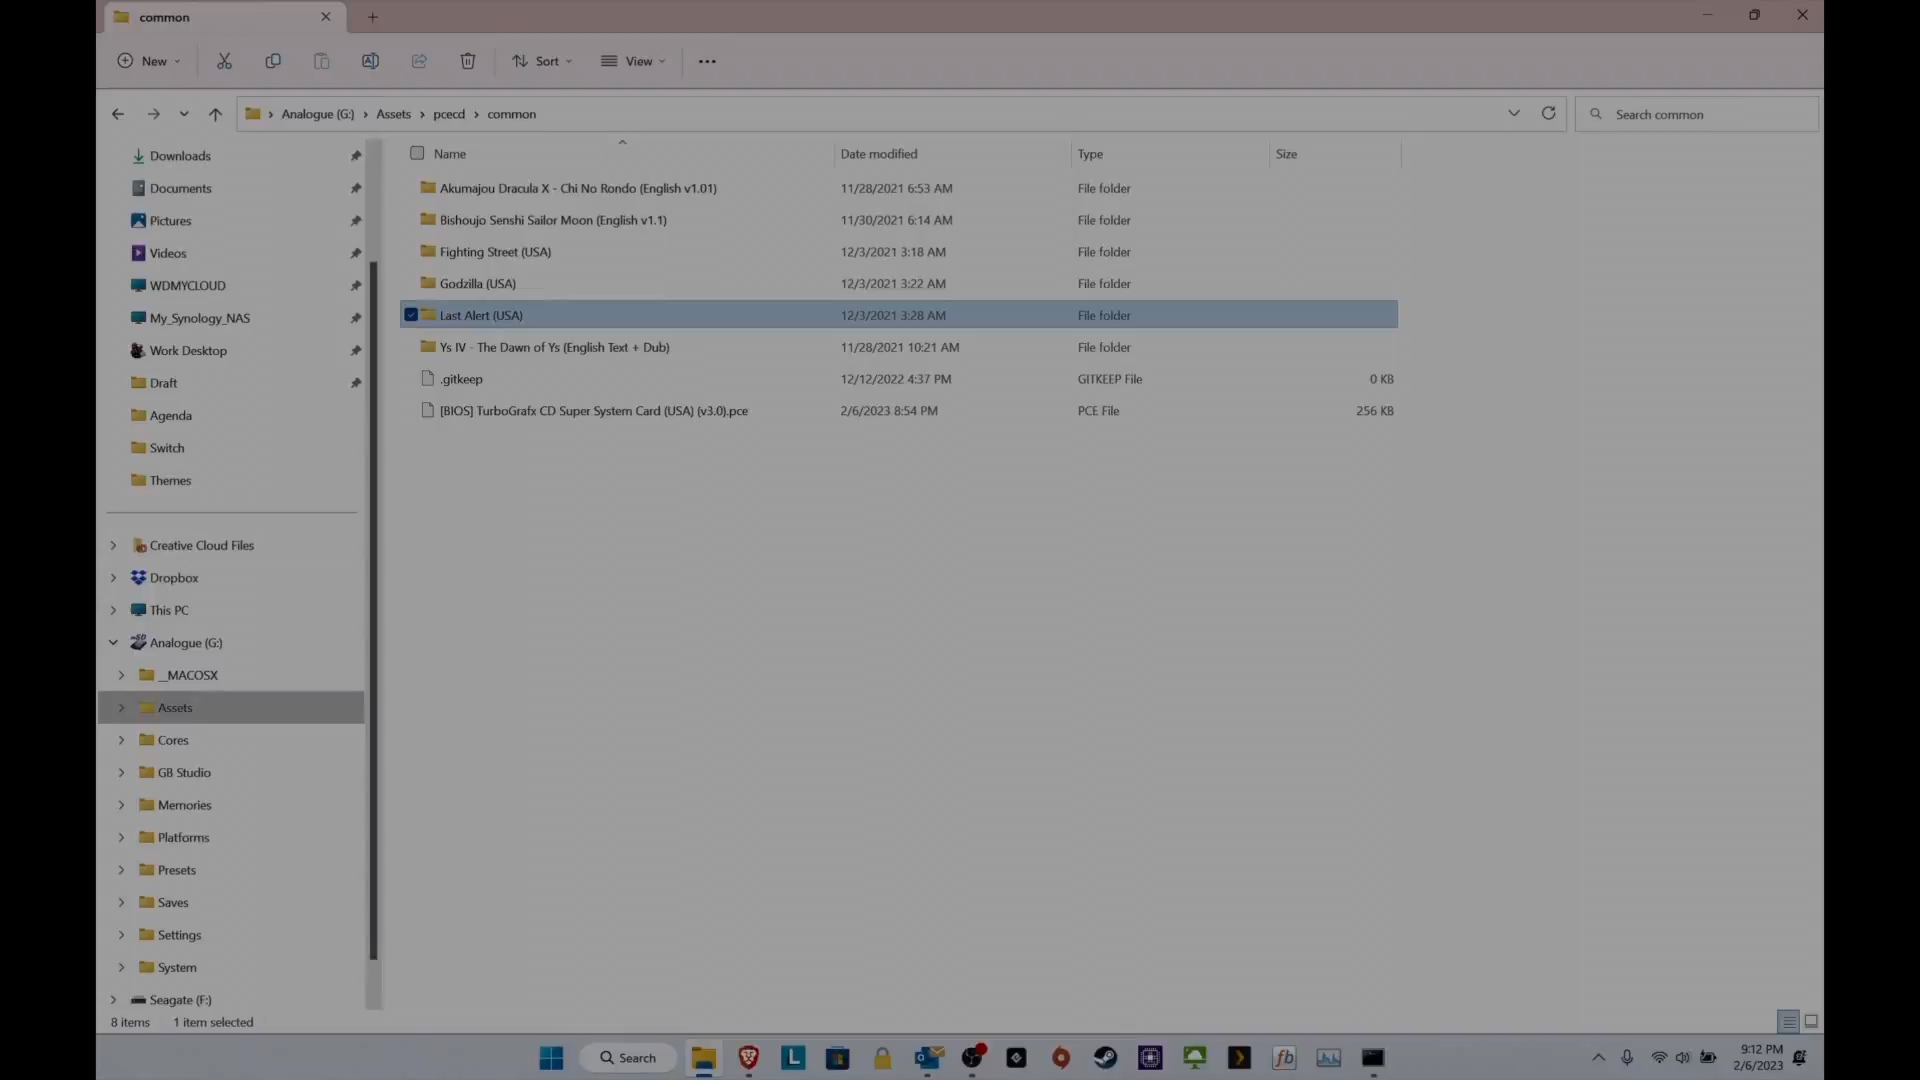 common
New
Sort
View
Analogue (G:) > Assets > pcecd > common
Search common
Name
Date modified
Type
Size
Downloads
Documents
Pictures
Videos
WDMYCLOUD
My_Synology_NAS
Work Desktop
Draft
Agenda
Switch
Themes
Creative Cloud Files
Dropbox
This PC
Analogue (G:)
__MACOSX
Assets
Cores
GB Studio
Memories
Platforms
Presets
Saves
Settings
System
Seagate (F:)
Akumajou Dracula X - Chi No Rondo (English v1.01) 11/28/2021 6:53 AM File folder
Bishoujo Senshi Sailor Moon (English v1.1) 11/30/2021 6:14 AM File folder
Fighting Street (USA) 12/3/2021 3:18 AM File folder
Godzilla (USA) 12/3/2021 3:22 AM File folder
Last Alert (USA) 12/3/2021 3:28 AM File folder
Ys IV - The Dawn of Ys (English Text + Dub) 11/28/2021 10:21 AM File folder
.gitkeep 12/12/2022 4:37 PM GITKEEP File 0 KB
[BIOS] TurboGrafx CD Super System Card (USA) (v3.0).pce 2/6/2023 8:54 PM PCE File 256 KB
8 items 1 item selected
Search
L
fb
9:12 PM
2/6/2023